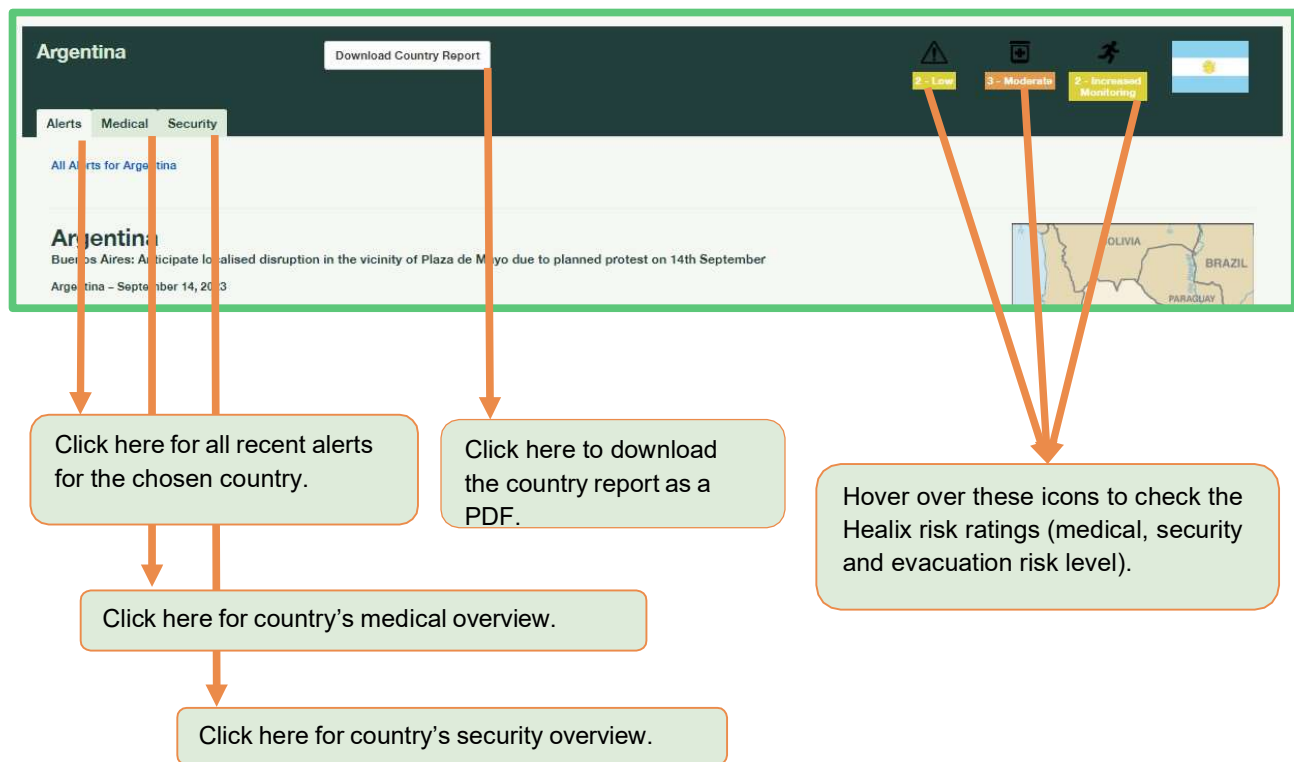 Argentina
Download Country Report
2 - Low
3 - Moderate
2 - Increased
Monitoring
Alerts Medical Security
All Alerts for Argentina
Argentina
Buenos Aires: Anticipate localised disruption in the vicinity of Plaza de Mayo due to planned protest on 14th September
Argentina – September 14, 2023
BOLIVIA
BRAZIL
PARAGUAY
Click here for all recent alerts
for the chosen country.
Click here to download
the country report as a
PDF.
Hover over these icons to check the
Healix risk ratings (medical, security
and evacuation risk level).
Click here for country’s medical overview.
Click here for country’s security overview.